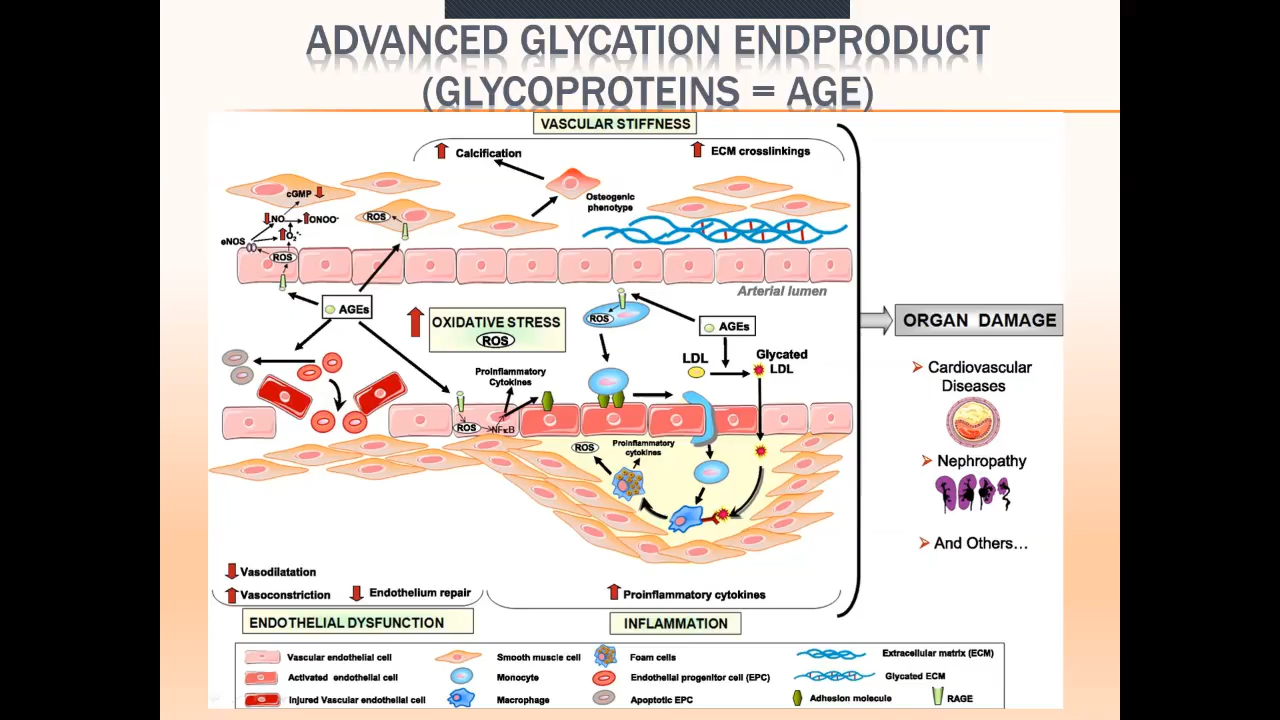 ADVANCED GLYCATION ENDPRODUCT
(GLYCOPROTEINS = AGE)
VASCULAR STIFFNESS
Calcification
ECM crosslinkings
cGMP
NO
ONOO⁻
O₂·⁻
eNOS
ROS
ROS
Osteogenic
phenotype
Arterial lumen
AGEs
OXIDATIVE STRESS
ROS
ROS
AGEs
ORGAN DAMAGE
LDL
Glycated
LDL
Proinflammatory
Cytokines
ROS
NFκB
ROS
Proinflammatory
cytokines
Cardiovascular
Diseases
Nephropathy
And Others...
Vasodilatation
Vasoconstriction
Endothelium repair
Proinflammatory cytokines
ENDOTHELIAL DYSFUNCTION
INFLAMMATION
Vascular endothelial cell
Smooth muscle cell
Foam cells
Extracellular matrix (ECM)
Activated endothelial cell
Monocyte
Endothelial progenitor cell (EPC)
Glycated ECM
Injured Vascular endothelial cell
Macrophage
Apoptotic EPC
Adhesion molecule
RAGE